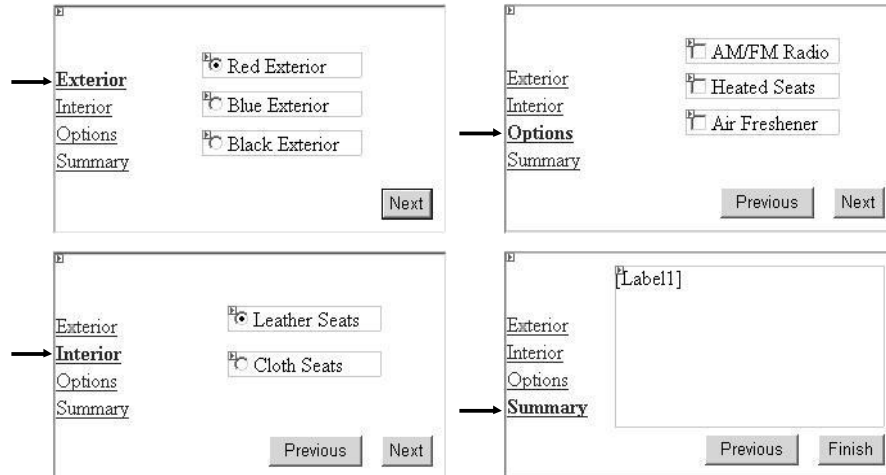 Exterior
Interior
Options
Summary
Red Exterior
Blue Exterior
Black Exterior
Next
Exterior
Interior
Options
Summary
AM/FM Radio
Heated Seats
Air Freshener
Previous Next
Exterior
Interior
Options
Summary
Leather Seats
Cloth Seats
Previous Next
Exterior
Interior
Options
Summary
[Label1]
Previous Finish